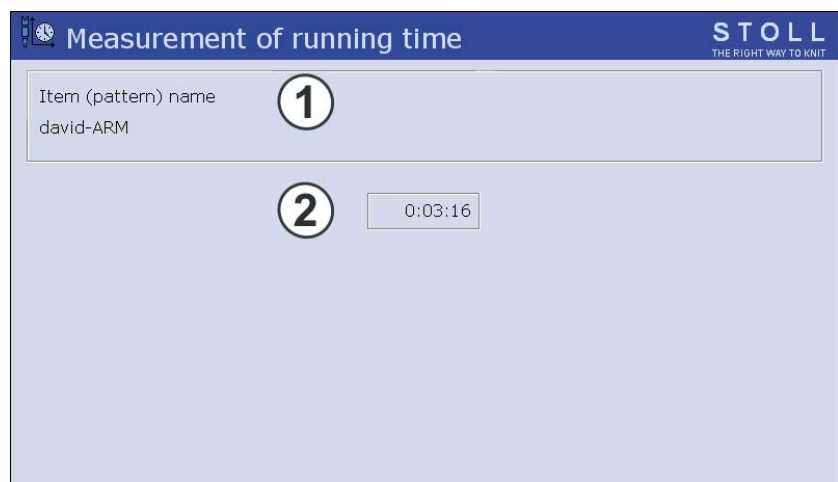 Measurement of running time
STOLL
THE RIGHT WAY TO KNIT
Item (pattern) name
1
david-ARM
2
0:03:16